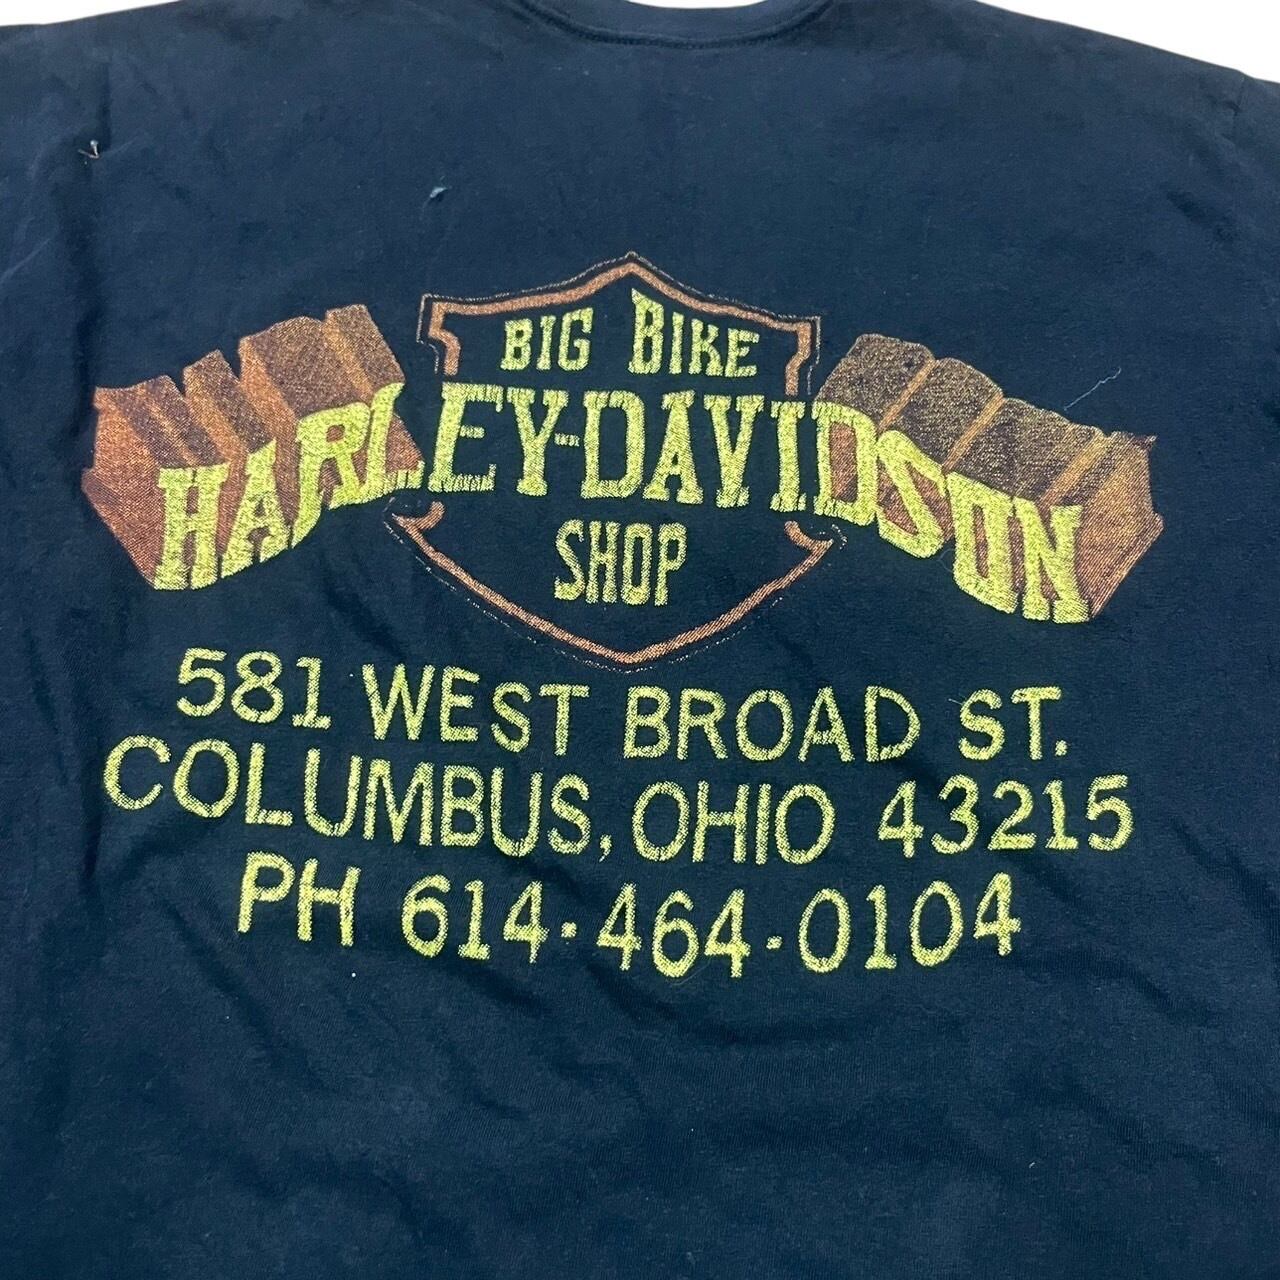 BIG BIKE
HARLEY-DAVIDSON
SHOP
581 WEST BROAD ST.
COLUMBUS, OHIO 43215
PH 614·464·0104